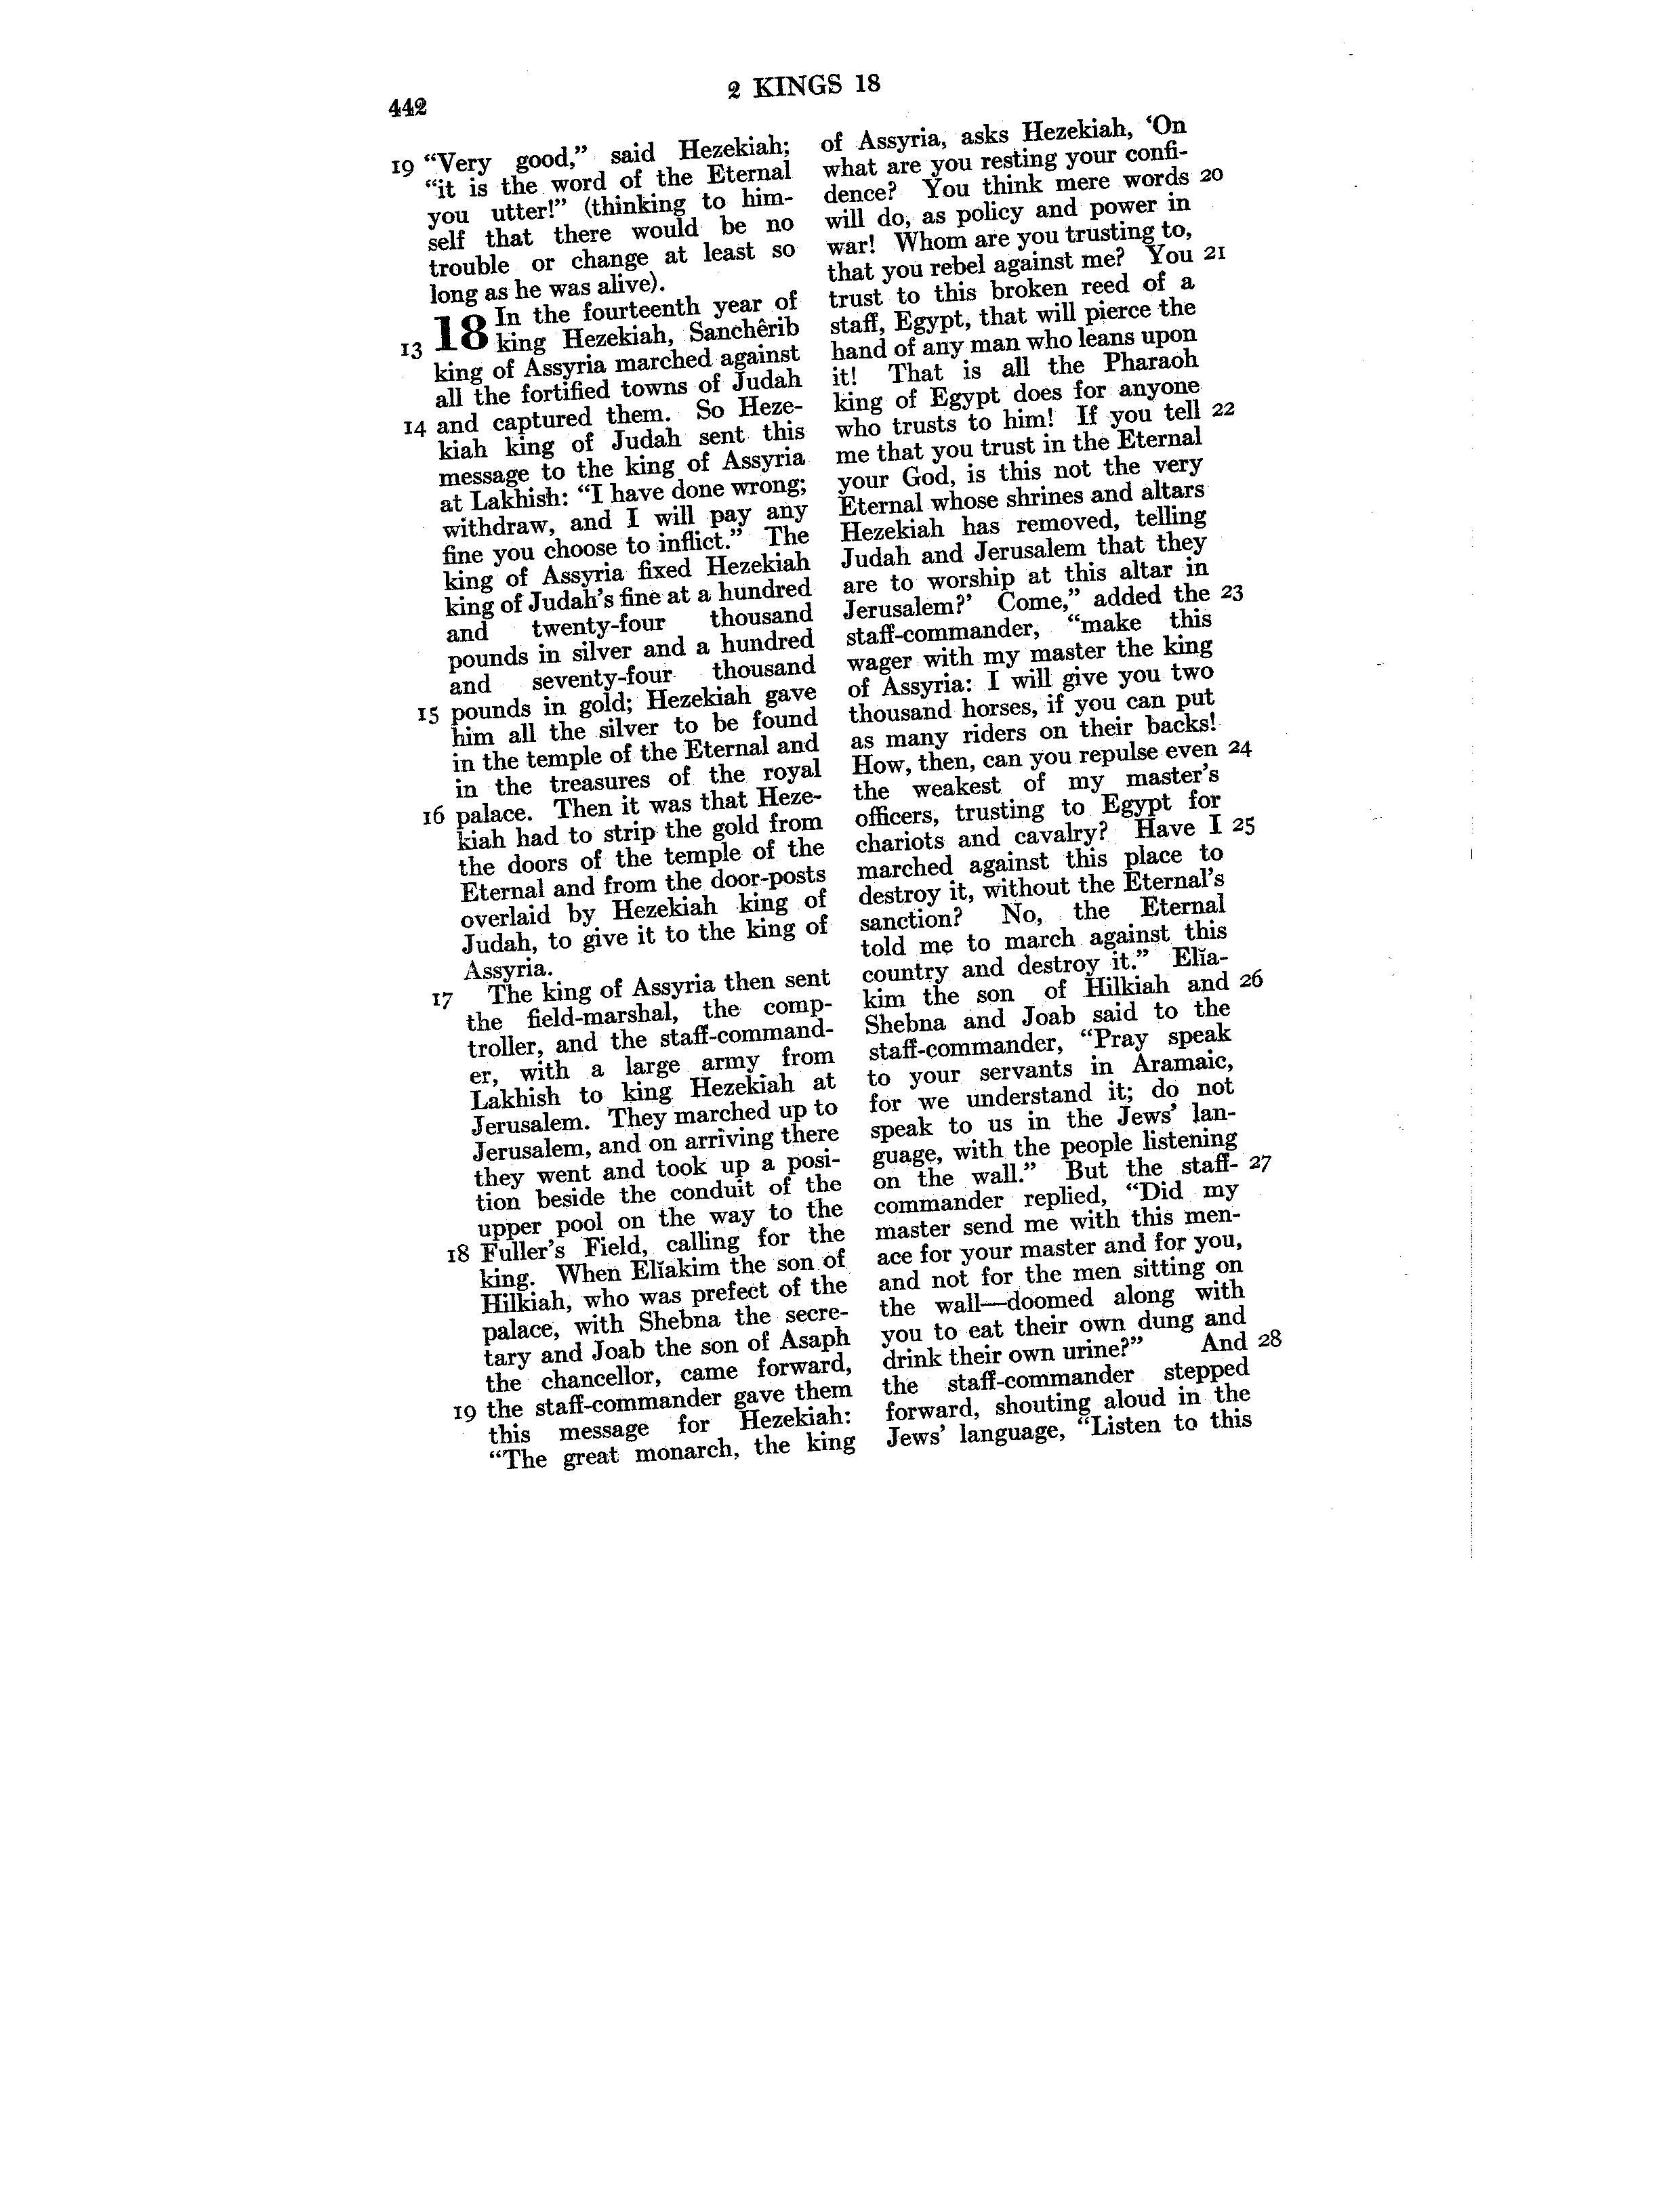 442
2 KINGS 18
19 “Very good,” said Hezekiah;
“it is the word of the Eternal
you utter!” (thinking to him-
self that there would be no
trouble or change at least so
long as he was alive).
18 In the fourteenth year of
13 king Hezekiah, Sanchêrib
king of Assyria marched against
all the fortified towns of Judah
14 and captured them. So Heze-
kiah king of Judah sent this
message to the king of Assyria
at Lakhish: “I have done wrong;
withdraw, and I will pay any
fine you choose to inflict.” The
king of Assyria fixed Hezekiah
king of Judah’s fine at a hundred
and twenty-four thousand
pounds in silver and a hundred
and seventy-four thousand
15 pounds in gold; Hezekiah gave
him all the silver to be found
in the temple of the Eternal and
in the treasures of the royal
16 palace. Then it was that Heze-
kiah had to strip the gold from
the doors of the temple of the
Eternal and from the door-posts
overlaid by Hezekiah king of
Judah, to give it to the king of
Assyria.
17 The king of Assyria then sent
the field-marshal, the comp-
troller, and the staff-command-
er, with a large army from
Lakhish to king Hezekiah at
Jerusalem. They marched up to
Jerusalem, and on arriving there
they went and took up a posi-
tion beside the conduit of the
upper pool on the way to the
18 Fuller’s Field, calling for the
king. When Elĭakim the son of
Hilkiah, who was prefect of the
palace, with Shebna the secre-
tary and Joab the son of Asaph
the chancellor, came forward,
19 the staff-commander gave them
this message for Hezekiah:
“The great monarch, the king
of Assyria, asks Hezekiah, ‘On
what are you resting your confi-
dence? You think mere words 20
will do, as policy and power in
war! Whom are you trusting to,
that you rebel against me? You 21
trust to this broken reed of a
staff, Egypt, that will pierce the
hand of any man who leans upon
it! That is all the Pharaoh
king of Egypt does for anyone
who trusts to him! If you tell 22
me that you trust in the Eternal
your God, is this not the very
Eternal whose shrines and altars
Hezekiah has removed, telling
Judah and Jerusalem that they
are to worship at this altar in
Jerusalem?’ Come,” added the 23
staff-commander, “make this
wager with my master the king
of Assyria: I will give you two
thousand horses, if you can put
as many riders on their backs!
How, then, can you repulse even 24
the weakest of my master’s
officers, trusting to Egypt for
chariots and cavalry? Have I 25
marched against this place to
destroy it, without the Eternal’s
sanction? No, the Eternal
told me to march against this
country and destroy it.” Elĭa-
kim the son of Hilkiah and 26
Shebna and Joab said to the
staff-commander, “Pray speak
to your servants in Aramaic,
for we understand it; do not
speak to us in the Jews’ lan-
guage, with the people listening
on the wall.” But the staff- 27
commander replied, “Did my
master send me with this men-
ace for your master and for you,
and not for the men sitting on
the wall—doomed along with
you to eat their own dung and
drink their own urine?” And 28
the staff-commander stepped
forward, shouting aloud in the
Jews’ language, “Listen to this